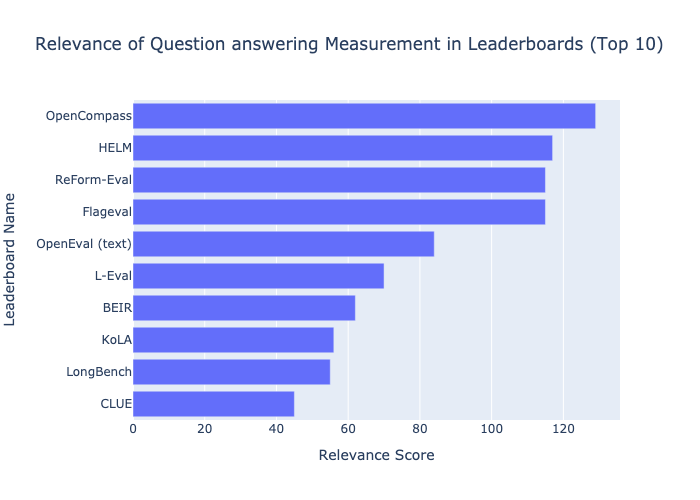 Relevance of Question answering Measurement in Leaderboards (Top 10)
Leaderboard Name
OpenCompass
HELM
ReForm-Eval
Flageval
OpenEval (text)
L-Eval
BEIR
KoLA
LongBench
CLUE
0 20 40 60 80 100 120
Relevance Score